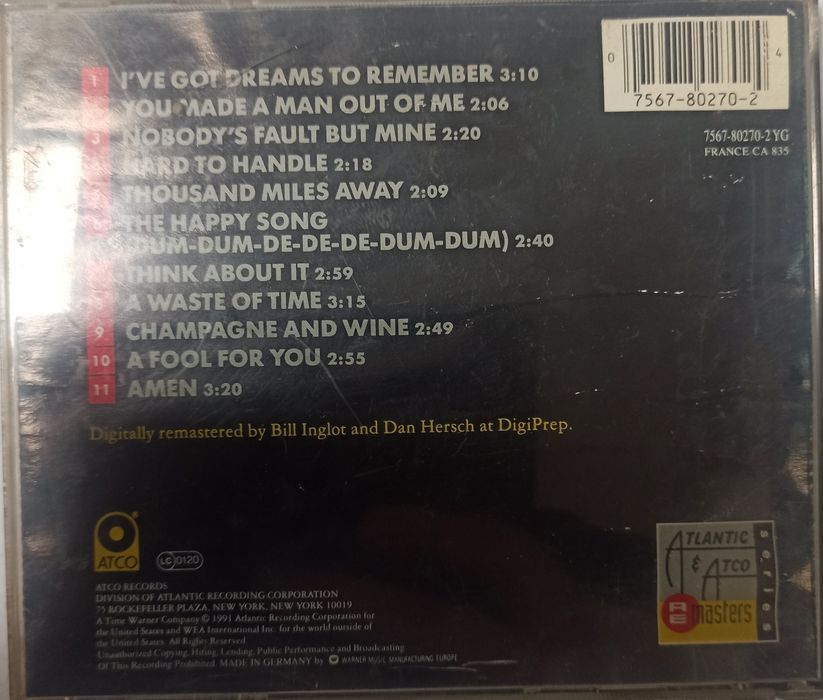 1 I'VE GOT DREAMS TO REMEMBER 3:10
YOU MADE A MAN OUT OF ME 2:06
3 NOBODY'S FAULT BUT MINE 2:20
HARD TO HANDLE 2:18
THOUSAND MILES AWAY 2:09
THE HAPPY SONG
(DUM-DUM-DE-DE-DE-DUM-DUM) 2:40
THINK ABOUT IT 2:59
8 A WASTE OF TIME 3:15
9 CHAMPAGNE AND WINE 2:49
10 A FOOL FOR YOU 2:55
11 AMEN 3:20
Digitally remastered by Bill Inglot and Dan Hersch at DigiPrep.
0 4
7567-80270-2
7567-80270-2 YG
FRANCE CA 835
ATCO
LC 0120
ATCO RECORDS
DIVISION OF ATLANTIC RECORDING CORPORATION
75 ROCKEFELLER PLAZA, NEW YORK, NEW YORK 10019
A Time Warner Company © 1991 Atlantic Recording Corporation for
the United States and WEA International Inc. for the world outside of
the United States. All Rights Reserved.
Unauthorized Copying, Hiring, Lending, Public Performance and Broadcasting
Of This Recording Prohibited. MADE IN GERMANY by WARNER MUSIC MANUFACTURING EUROPE
ATLANTIC
& ATCO
REmasters
series